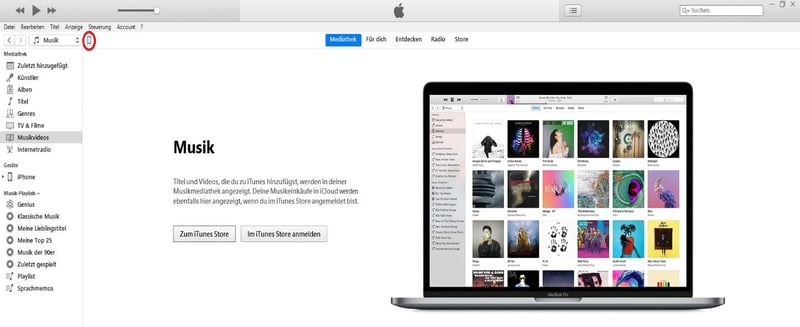 Suchen
Datei Bearbeiten Titel Anzeige Steuerung Account ?
Musik
Mediathek Für dich Entdecken Radio Store
Mediathek
Zuletzt hinzugefügt
Künstler
Alben
Titel
Genres
TV & Filme
Musikvideos
Internetradio
Geräte
iPhone
Musik-Playlists
Genius
Klassische Musik
Meine Lieblingstitel
Meine Top 25
Musik der 90er
Zuletzt gespielt
Playlist
Sprachmemos
Musik
Titel und Videos, die du zu iTunes hinzufügst, werden in deiner
Musikmediathek angezeigt. Deine Musikeinkäufe in iCloud werden
ebenfalls hier angezeigt, wenn du im iTunes Store angemeldet bist.
Zum iTunes Store
Im iTunes Store anmelden
MacBook Pro